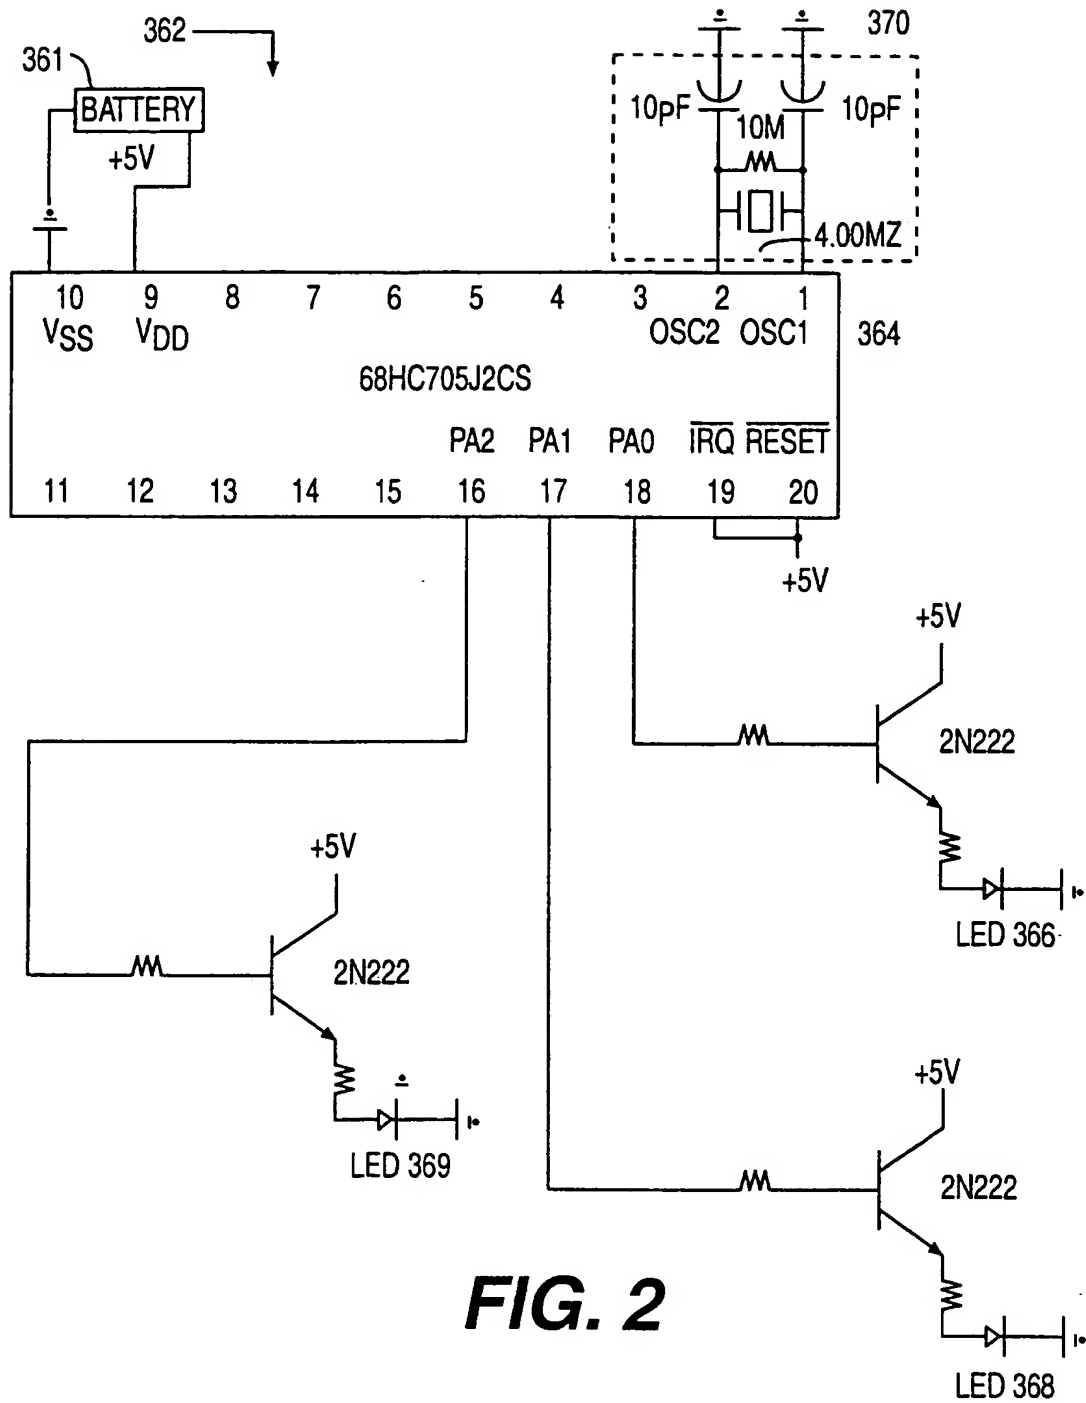 362
370
361
BATTERY
+5V
10pF
10pF
10M
4.00MZ
10 9 8 7 6 5 4 3 2 1
VSS VDD OSC2 OSC1
364
68HC705J2CS
PA2 PA1 PA0 IRQ RESET
11 12 13 14 15 16 17 18 19 20
+5V
+5V
2N222
LED 366
+5V
2N222
LED 369
+5V
2N222
LED 368
FIG. 2